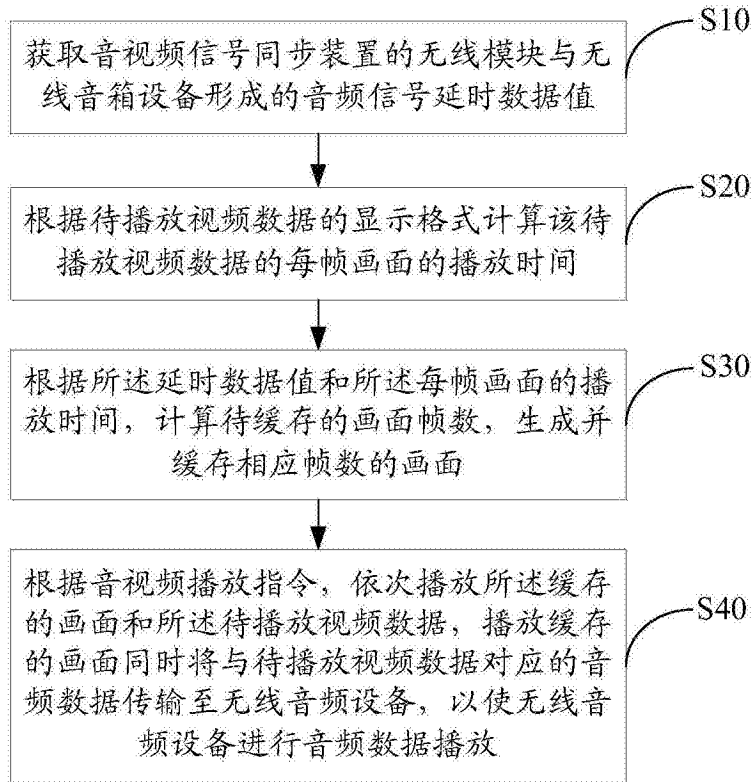 S10
获取音视频信号同步装置的无线模块与无
线音箱设备形成的音频信号延时数据值
S20
根据待播放视频数据的显示格式计算该待
播放视频数据的每帧画面的播放时间
S30
根据所述延时数据值和所述每帧画面的播
放时间，计算待缓存的画面帧数，生成并
缓存相应帧数的画面
S40
根据音视频播放指令，依次播放所述缓存
的画面和所述待播放视频数据，播放缓存
的画面同时将与待播放视频数据对应的音
频数据传输至无线音频设备，以使无线音
频设备进行音频数据播放